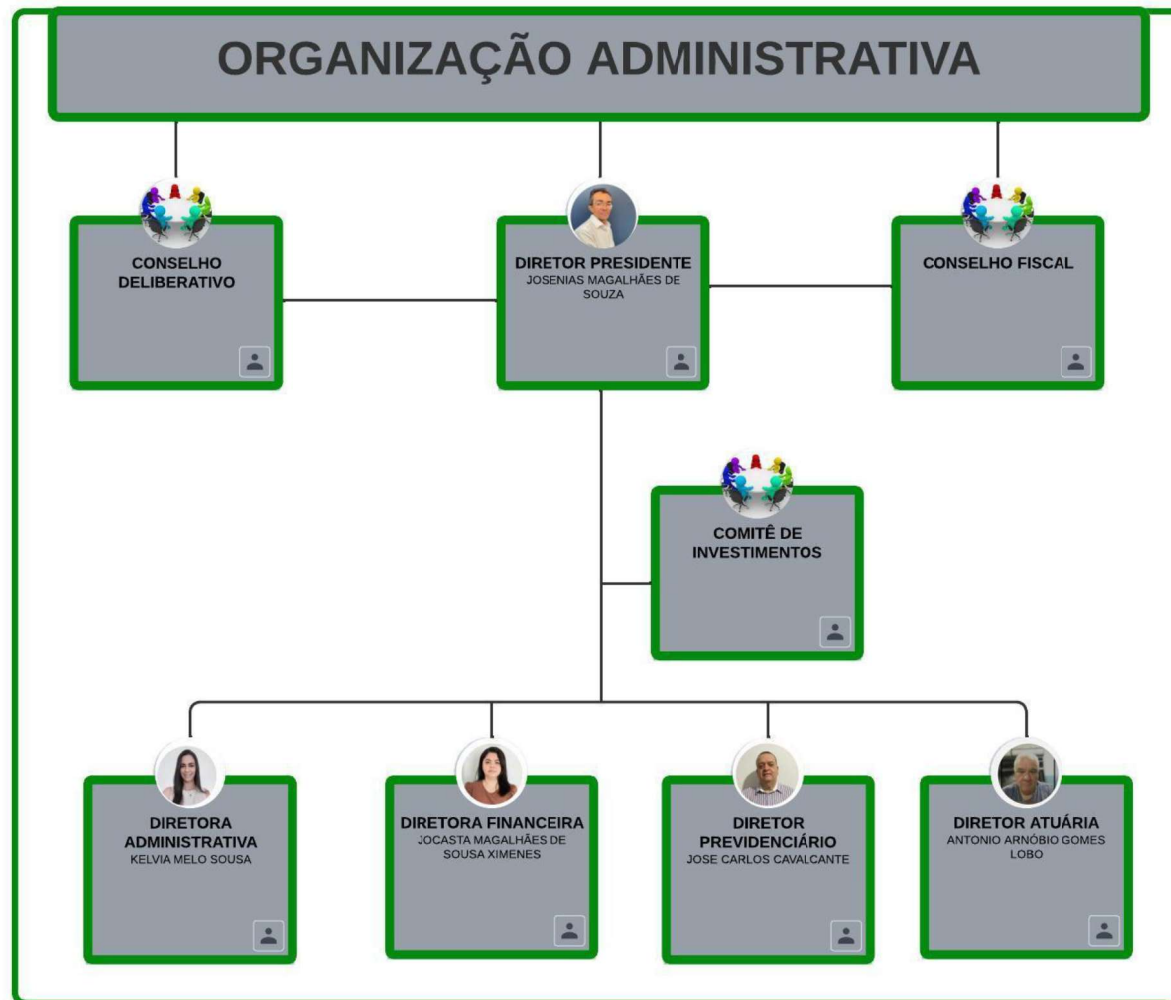 ORGANIZAÇÃO ADMINISTRATIVA
CONSELHO
DELIBERATIVO
DIRETOR PRESIDENTE
JOSENIAS MAGALHÃES DE
SOUZA
CONSELHO FISCAL
COMITÊ DE
INVESTIMENTOS
DIRETORA
ADMINISTRATIVA
KELVIA MELO SOUSA
DIRETORA FINANCEIRA
JOCASTA MAGALHÃES DE
SOUSA XIMENES
DIRETOR
PREVIDENCIÁRIO
JOSE CARLOS CAVALCANTE
DIRETOR ATUÁRIA
ANTONIO ARNÓBIO GOMES
LOBO